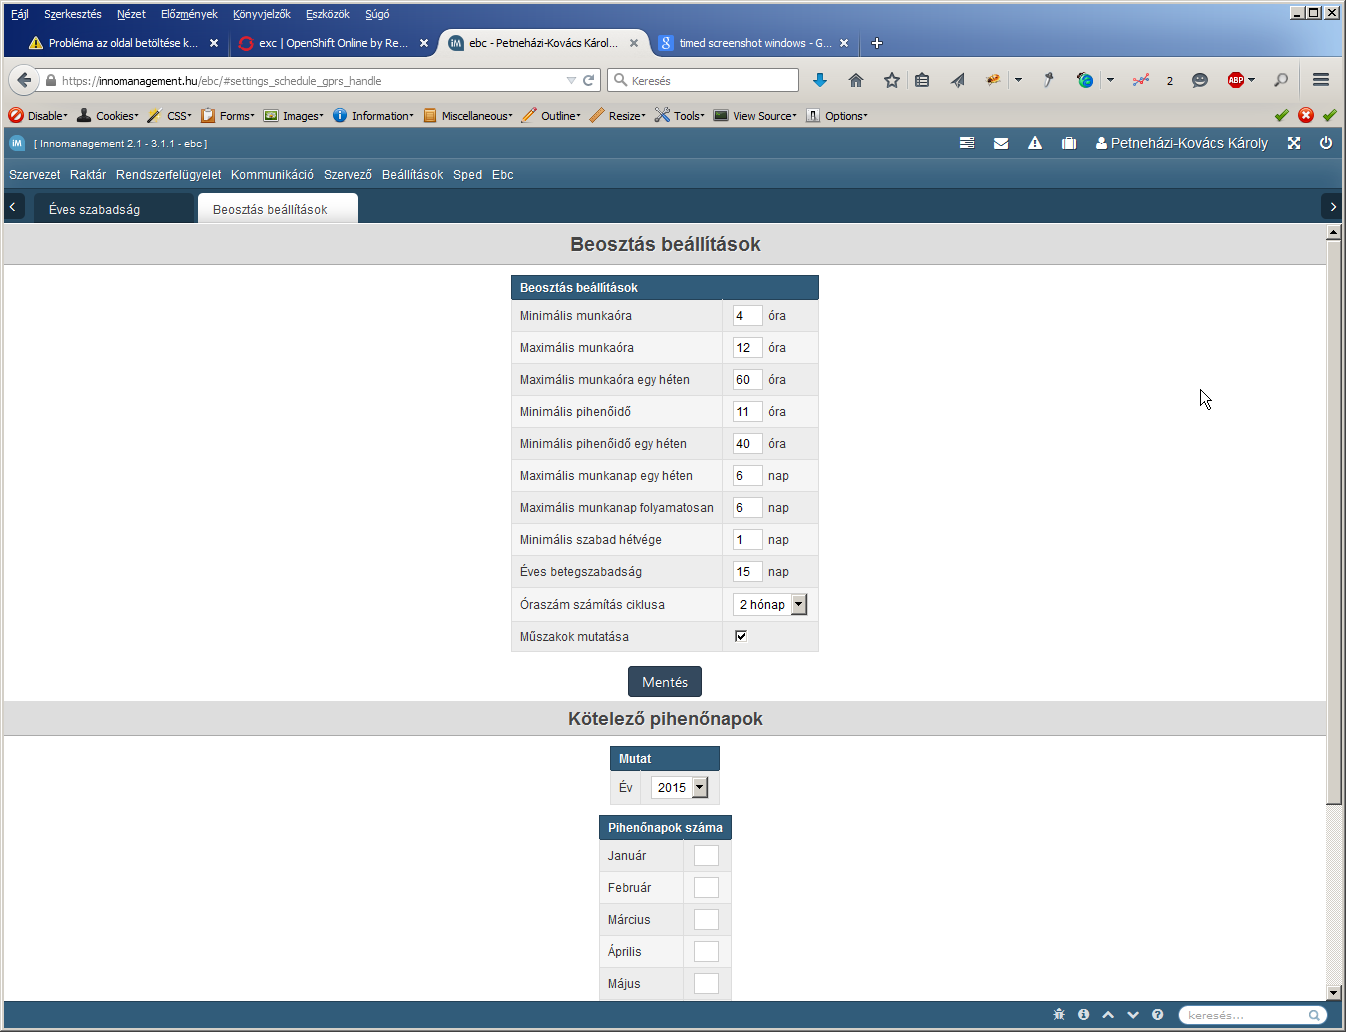 Fájl Szerkesztés Nézet Előzmények Könyvjelzők Eszközök Súgó
Probléma az oldal betöltése k... exc | OpenShift Online by Re... ebc - Petneházi-Kovács Károl... timed screenshot windows - G...
https://innomanagement.hu/ebc/#settings_schedule_gprs_handle Keresés 2 ABP
Disable Cookies CSS Forms Images Information Miscellaneous Outline Resize Tools View Source Options
iM [ Innomanagement 2.1 - 3.1.1 - ebc ] Petneházi-Kovács Károly
Szervezet Raktár Rendszerfelügyelet Kommunikáció Szervező Beállítások Sped Ebc
Éves szabadság Beosztás beállítások
Beosztás beállítások
Beosztás beállítások
Minimális munkaóra 4 óra
Maximális munkaóra 12 óra
Maximális munkaóra egy héten 60 óra
Minimális pihenőidő 11 óra
Minimális pihenőidő egy héten 40 óra
Maximális munkanap egy héten 6 nap
Maximális munkanap folyamatosan 6 nap
Minimális szabad hétvége 1 nap
Éves betegszabadság 15 nap
Óraszám számítás ciklusa 2 hónap
Műszakok mutatása
Mentés
Kötelező pihenőnapok
Mutat
Év 2015
Pihenőnapok száma
Január
Február
Március
Április
Május
keresés...